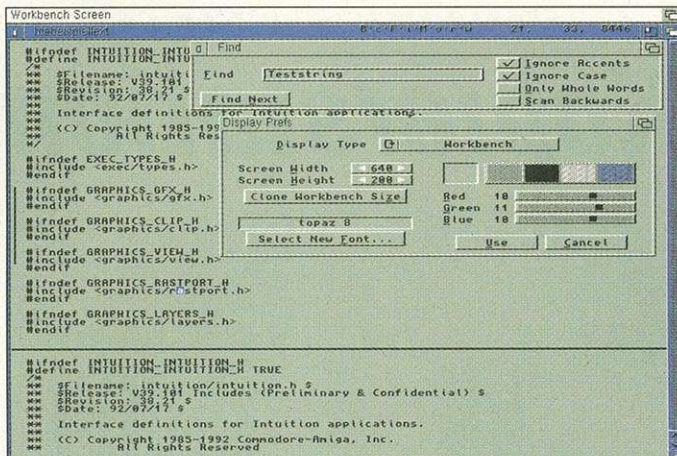 Workbench Screen
21, 33, 8446
#ifndef INTUITION_INTU
#define INTUITION_INTU
/*
** $Filename: intuiti
** $Release: V39.101
** $Revision: 38.21 $
** $Date: 92/07/17 $
**
** Interface definitions for Intuition applications.
**
** (C) Copyright 1985-199
** All Rights Res
*/
#ifndef EXEC_TYPES_H
#include <exec/types.h>
#endif
#ifndef GRAPHICS_GFX_H
#include <graphics/gfx.h>
#endif
#ifndef GRAPHICS_CLIP_H
#include <graphics/clip.h>
#endif
#ifndef GRAPHICS_VIEW_H
#include <graphics/view.h>
#endif
#ifndef GRAPHICS_RASTPORT_H
#include <graphics/rastport.h>
#endif
#ifndef GRAPHICS_LAYERS_H
#include <graphics/layers.h>
#endif
Find
Find Teststring
Find Next
Ignore Accents
Ignore Case
Only Whole Words
Scan Backwards
Display Prefs
Display Type Workbench
Screen Width 640
Screen Height 200
Clone Workbench Size
topaz 8
Select New Font...
Red 10
Green 11
Blue 10
Use Cancel
#ifndef INTUITION_INTUITION_H
#define INTUITION_INTUITION_H TRUE
/*
** $Filename: intuition/intuition.h $
** $Release: V39.101 Includes (Preliminary & Confidential) $
** $Revision: 38.21 $
** $Date: 92/07/17 $
**
** Interface definitions for Intuition applications.
**
** (C) Copyright 1985-1992 Commodore-Amiga, Inc.
** All Rights Reserved